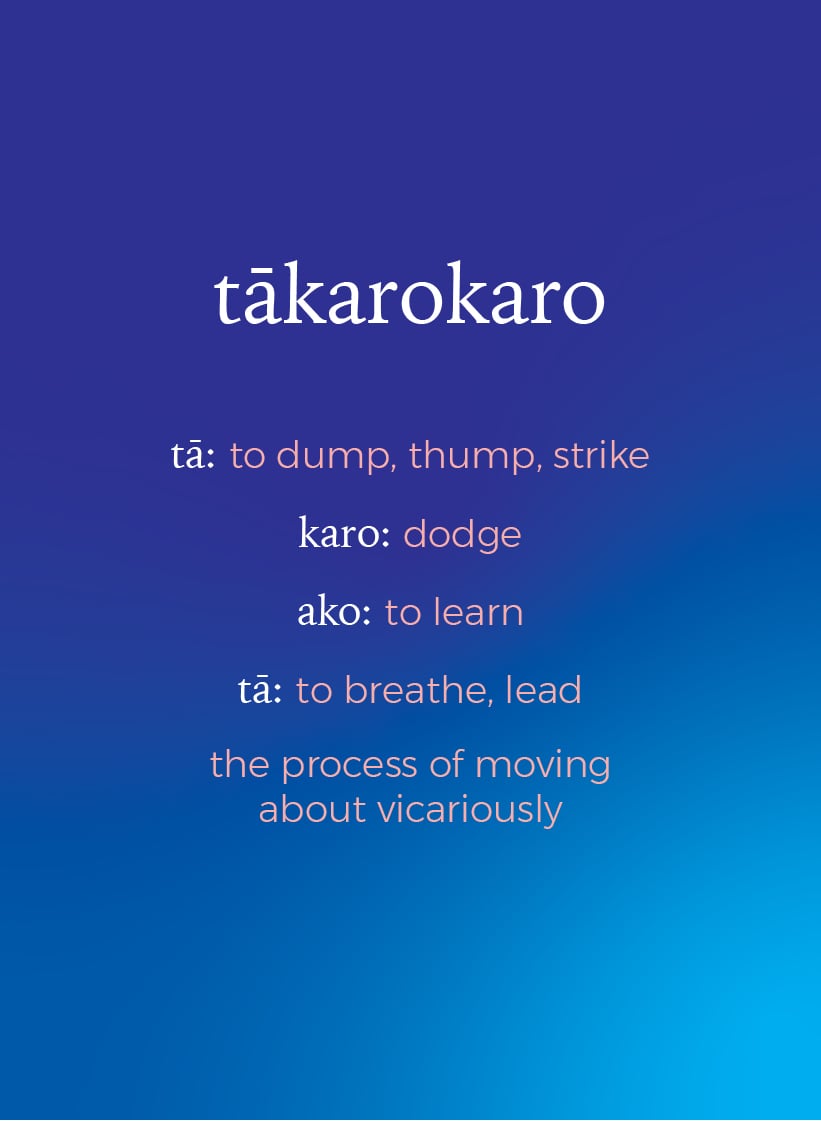 tākarokaro
tā: to dump, thump, strike
karo: dodge
ako: to learn
tā: to breathe, lead
the process of moving
about vicariously